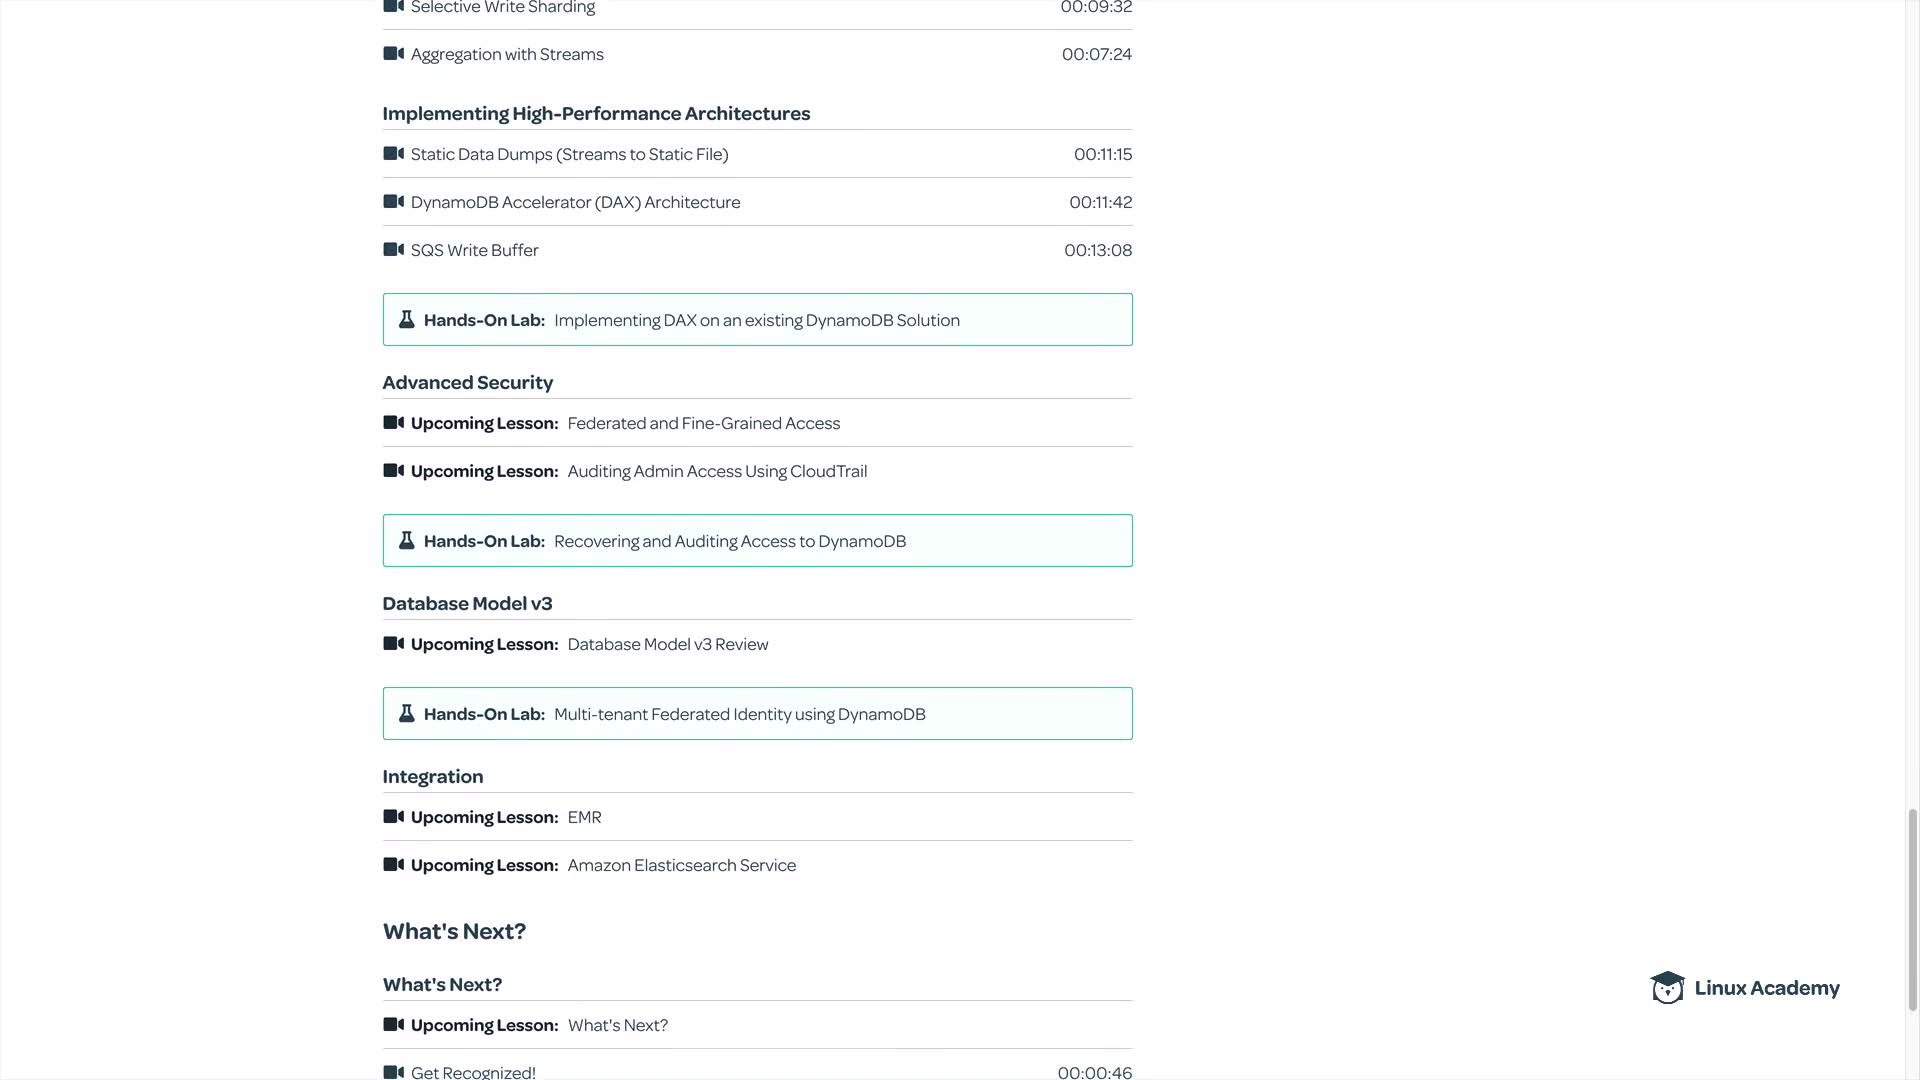 Selective Write Sharding 00:09:32
Aggregation with Streams 00:07:24
Implementing High-Performance Architectures
Static Data Dumps (Streams to Static File) 00:11:15
DynamoDB Accelerator (DAX) Architecture 00:11:42
SQS Write Buffer 00:13:08
Hands-On Lab: Implementing DAX on an existing DynamoDB Solution
Advanced Security
Upcoming Lesson: Federated and Fine-Grained Access
Upcoming Lesson: Auditing Admin Access Using CloudTrail
Hands-On Lab: Recovering and Auditing Access to DynamoDB
Database Model v3
Upcoming Lesson: Database Model v3 Review
Hands-On Lab: Multi-tenant Federated Identity using DynamoDB
Integration
Upcoming Lesson: EMR
Upcoming Lesson: Amazon Elasticsearch Service
What's Next?
What's Next?
Linux Academy
Upcoming Lesson: What's Next?
Get Recognized! 00:00:46